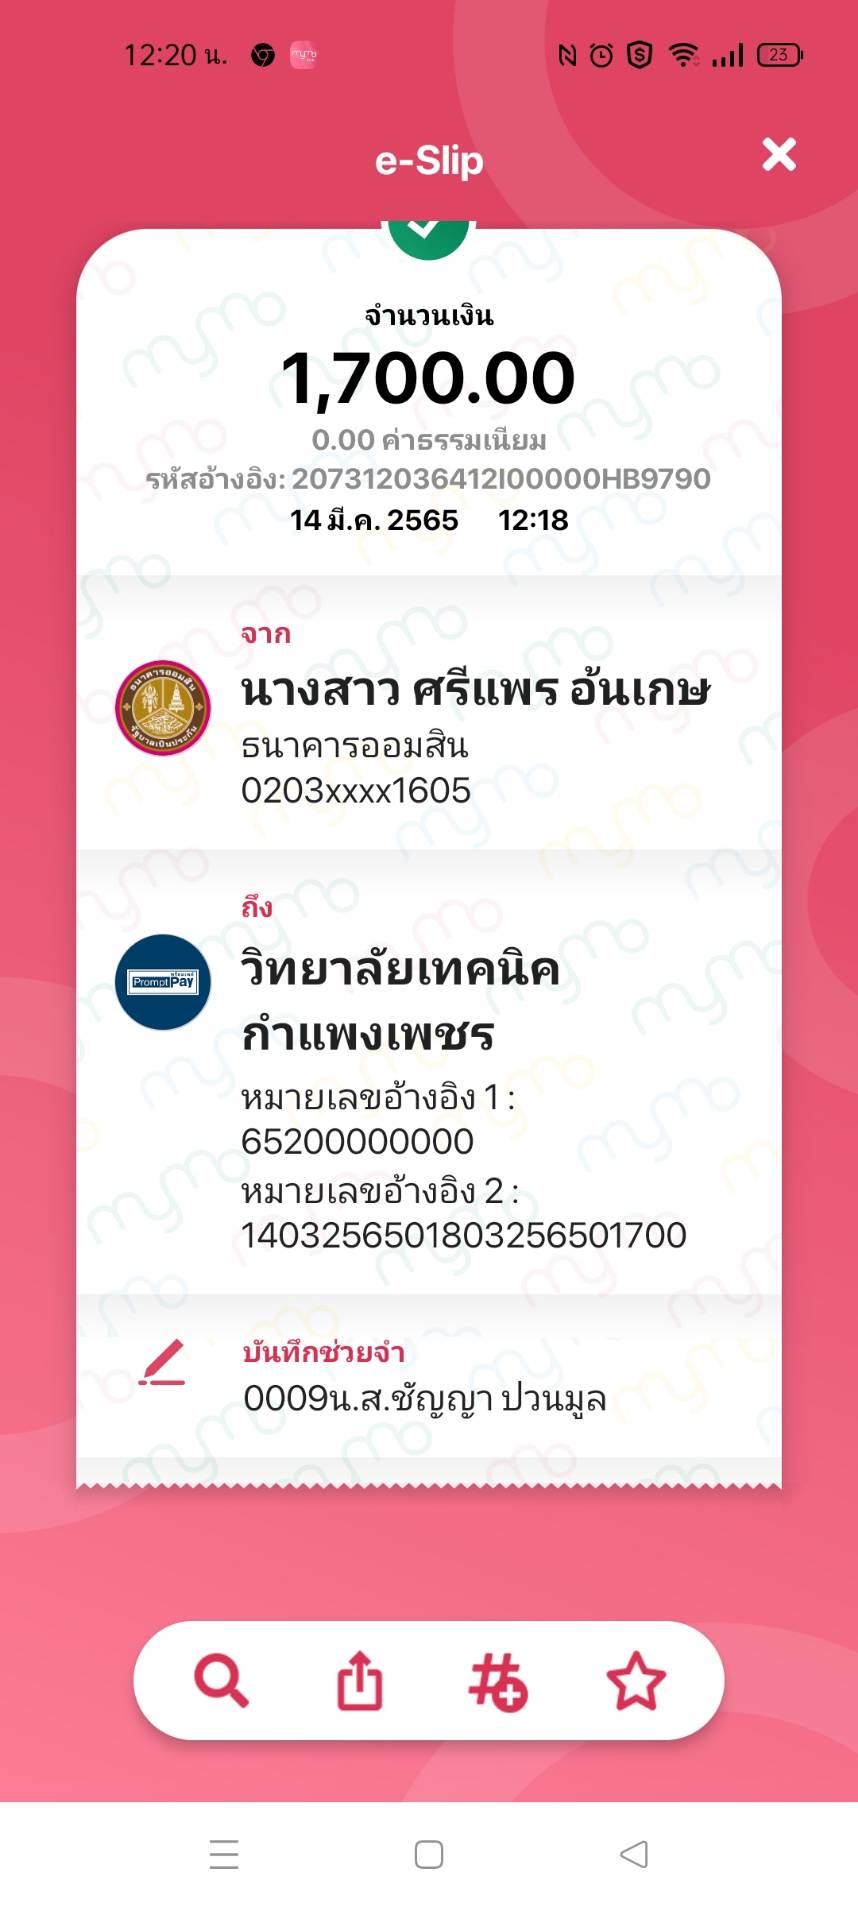 12:20 น.
23
e-Slip
จำนวนเงิน
1,700.00
0.00 ค่าธรรมเนียม
รหัสอ้างอิง: 207312036412I00000HB9790
14 มี.ค. 2565 12:18
จาก
นางสาว ศรีแพร อ้นเกษ
ธนาคารออมสิน
0203xxxx1605
ถึง
PromptPay
วิทยาลัยเทคนิค
กำแพงเพชร
หมายเลขอ้างอิง 1 :
65200000000
หมายเลขอ้างอิง 2 :
1403256501803256501700
บันทึกช่วยจำ
0009น.ส.ชัญญา ปวนมูล